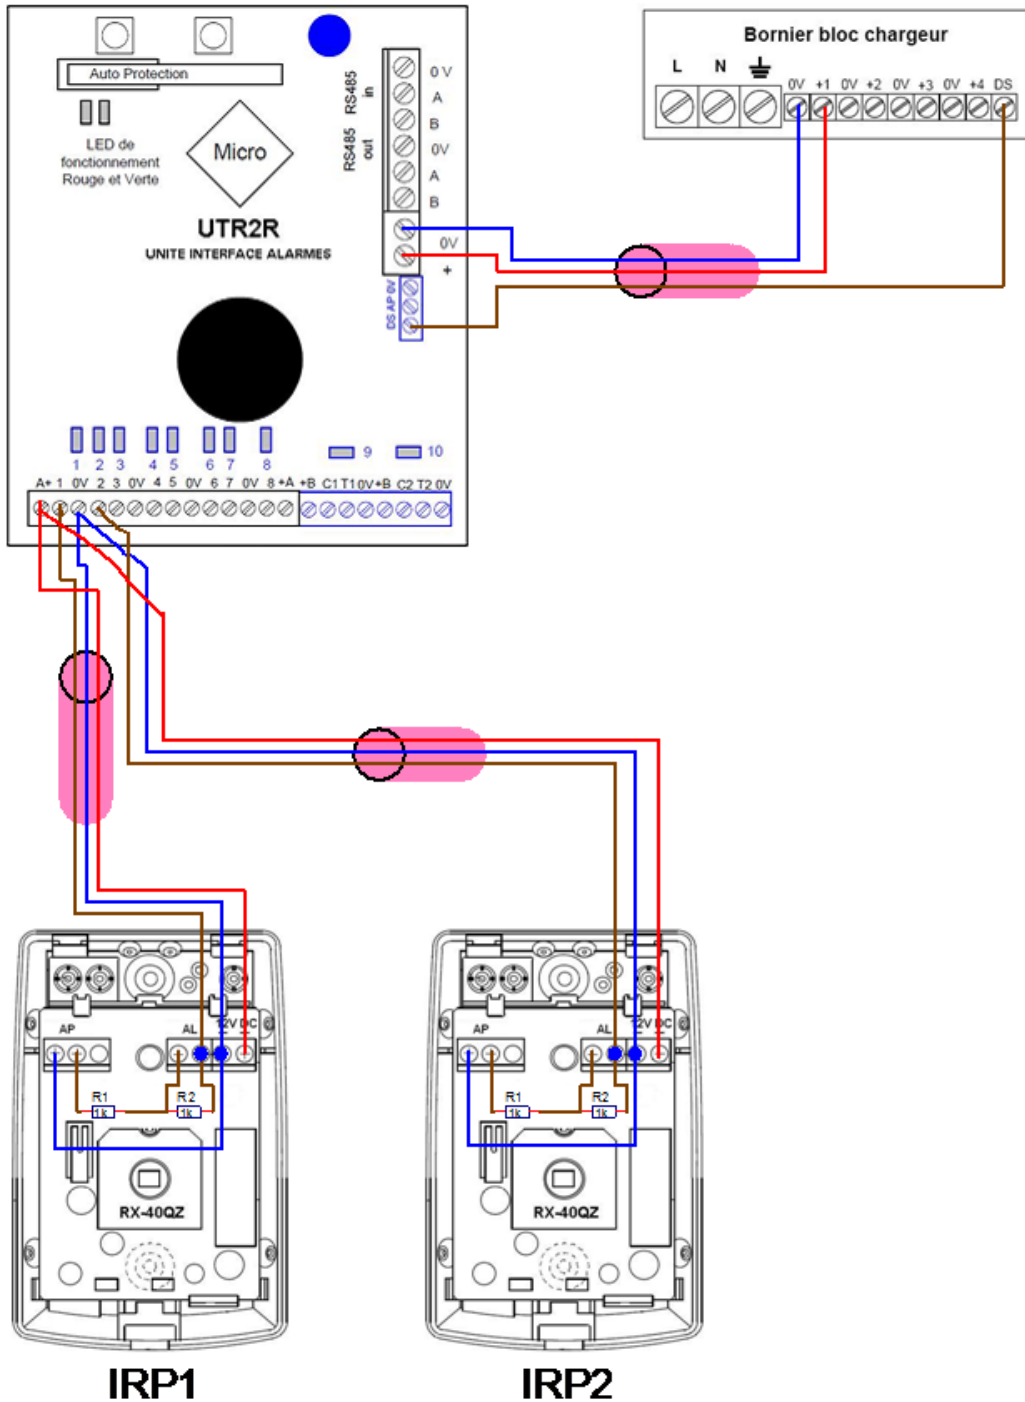 Auto Protection
LED de
fonctionnement
Rouge et Verte
Micro
UTR2R
UNITE INTERFACE ALARMES
RS485
in
RS485
out
0 V
A
B
0V
A
B
0V
+
DS AP 0V
1 2 3 4 5 6 7 8 9 10
A+ 1 0V 2 3 0V 4 5 0V 6 7 0V 8 +A +B C1 T1 0V +B C2 T2 0V
Bornier bloc chargeur
L N
0V +1 0V +2 0V +3 0V +4 DS
AP AL 12V DC
R1 R2
1k 1k
RX-40QZ
IRP1
AP AL 12V DC
R1 R2
1k 1k
RX-40QZ
IRP2